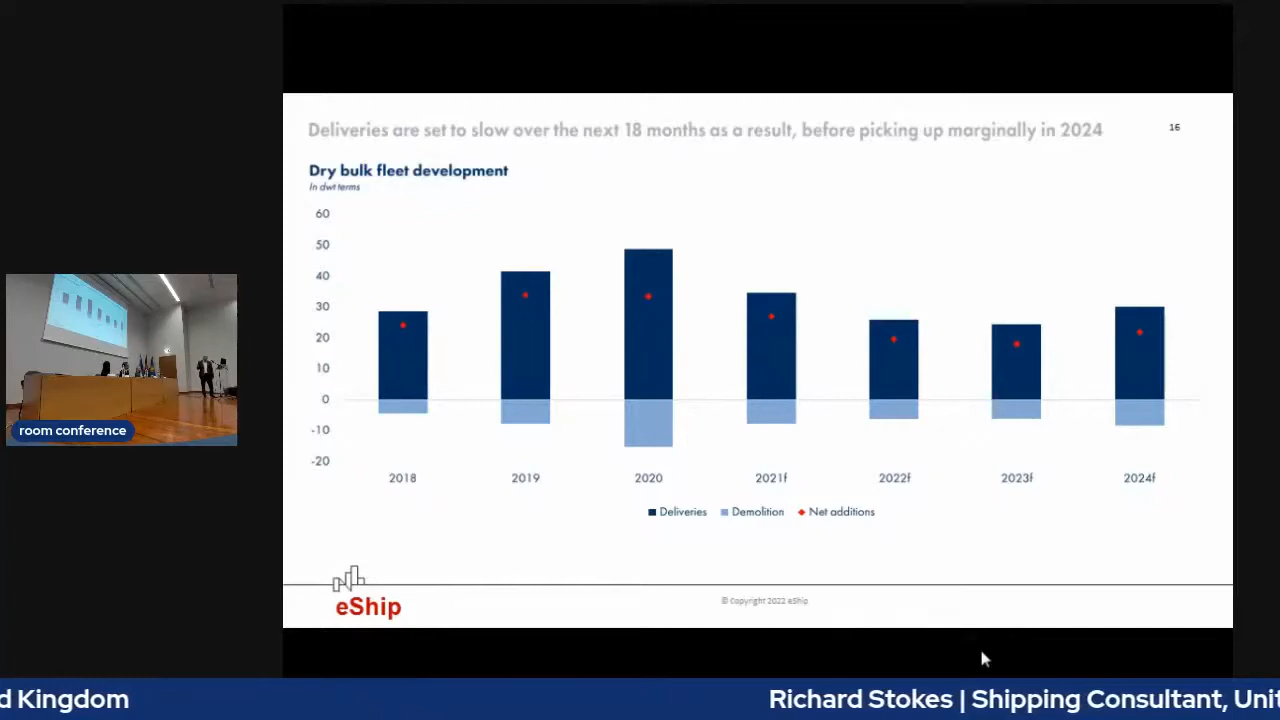 Deliveries are set to slow over the next 18 months as a result, before picking up marginally in 2024
16
Dry bulk fleet development
In dwt terms
60
50
40
30
20
10
0
-10
-20
2018 2019 2020 2021f 2022f 2023f 2024f
Deliveries Demolition Net additions
eShip
© Copyright 2022 eShip
room conference
d Kingdom
Richard Stokes | Shipping Consultant, Unit